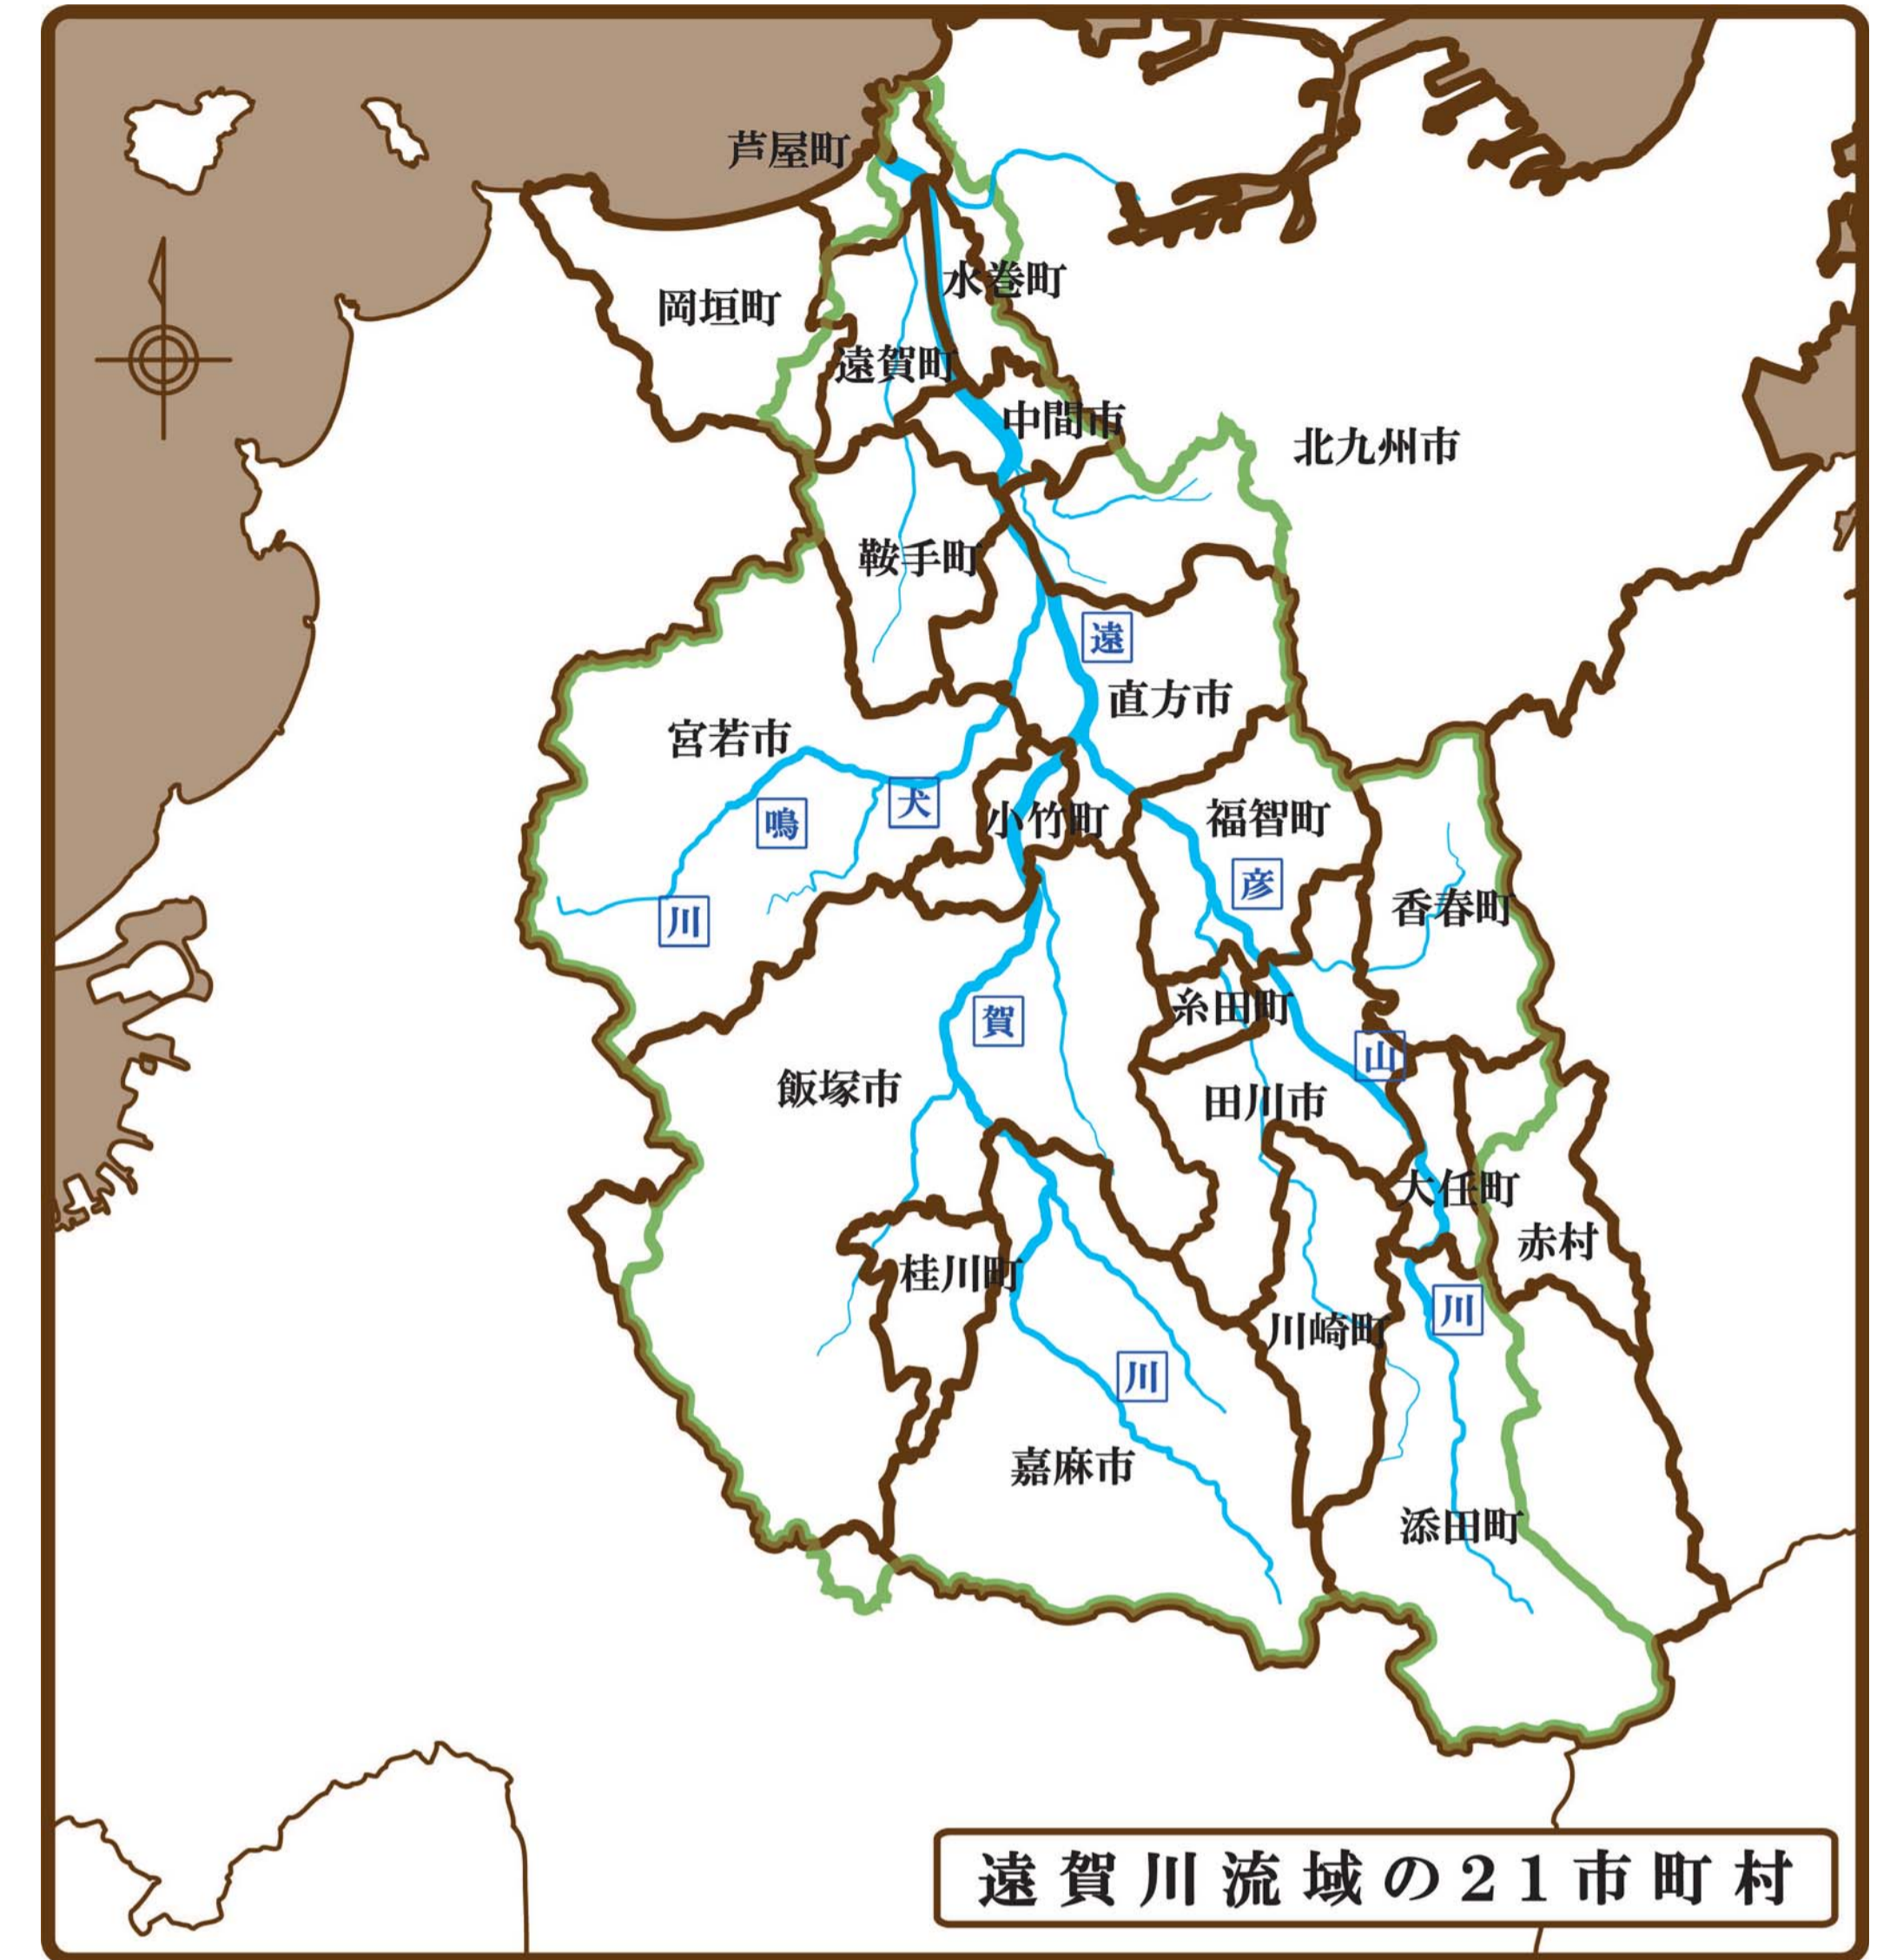 芦屋町
水巻町
岡垣町
遠賀町
中間市
北九州市
鞍手町
遠
直方市
宮若市
犬
鳴
川
小竹町
福智町
彦
香春町
賀
糸田町
山
飯塚市
田川市
大任町
赤村
桂川町
川
川崎町
川
嘉麻市
添田町
遠賀川流域の21市町村